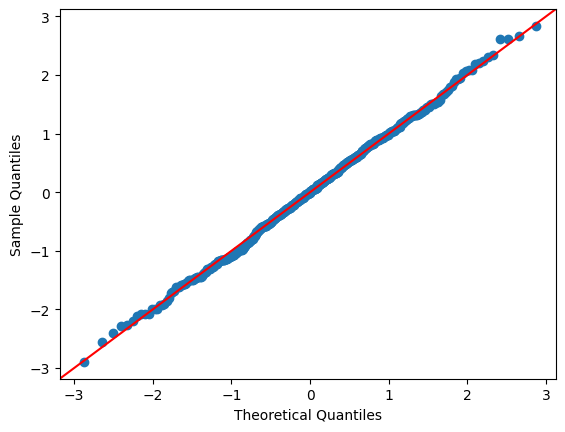 3
2
1
0
−1
−2
−3
Sample Quantiles
−3 −2 −1 0 1 2 3
Theoretical Quantiles